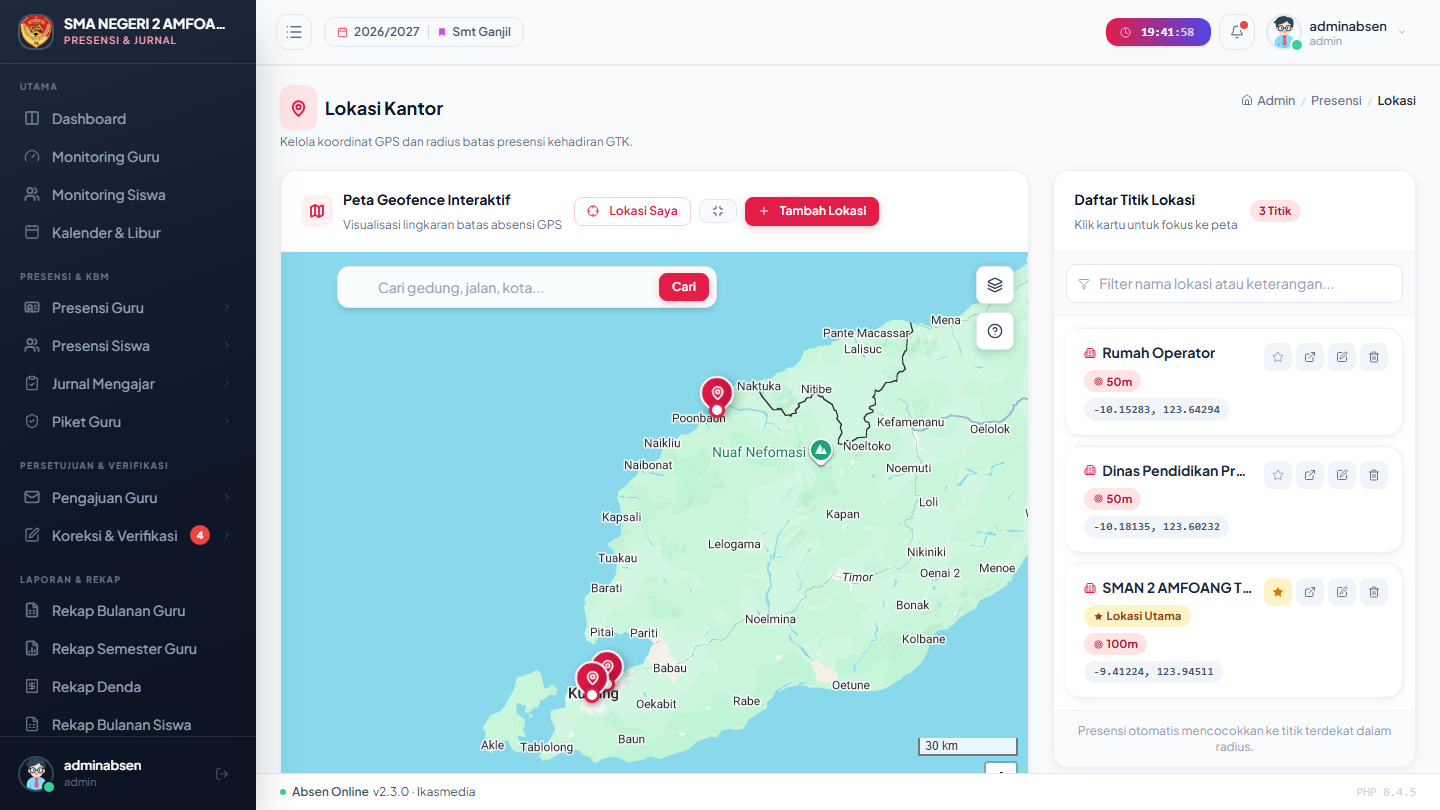 SMA NEGERI 2 AMFOA...
PRESENSI & JURNAL
UTAMA
Dashboard
Monitoring Guru
Monitoring Siswa
Kalender & Libur
PRESENSI & KBM
Presensi Guru
Presensi Siswa
Jurnal Mengajar
Piket Guru
PERSETUJUAN & VERIFIKASI
Pengajuan Guru
Koreksi & Verifikasi 4
LAPORAN & REKAP
Rekap Bulanan Guru
Rekap Semester Guru
Rekap Denda
Rekap Bulanan Siswa
adminabsen
admin
2026/2027 Smt Ganjil
19:41:58
adminabsen
admin
Lokasi Kantor
Kelola koordinat GPS dan radius batas presensi kehadiran GTK.
Admin / Presensi / Lokasi
Peta Geofence Interaktif
Visualisasi lingkaran batas absensi GPS
Lokasi Saya
Tambah Lokasi
Cari gedung, jalan, kota...
Cari
Mena
Pante Macassar
Lalisuc
Naktuka
Nitibe
Poonbaun
Kefamenanu
Oelolok
Naikliu
Nuaf Nefomasi
Noeltoko
Naibonat
Noemuti
Loli
Kapsali
Kapan
Lelogama
Nikiniki
Tuakau
Timor
Oenai 2
Menoe
Barati
Bonak
Noelmina
Pitai
Pariti
Kolbane
Babau
Oetune
Oekabit
Rabe
Baun
Akle
Tablolong
30 km
Daftar Titik Lokasi
Klik kartu untuk fokus ke peta
3 Titik
Filter nama lokasi atau keterangan...
Rumah Operator
50m
-10.15283, 123.64294
Dinas Pendidikan Pr...
50m
-10.18135, 123.60232
SMAN 2 AMFOANG T...
Lokasi Utama
100m
-9.41224, 123.94511
Presensi otomatis mencocokkan ke titik terdekat dalam
radius.
Absen Online v2.3.0 · Ikasmedia
PHP 8.4.5